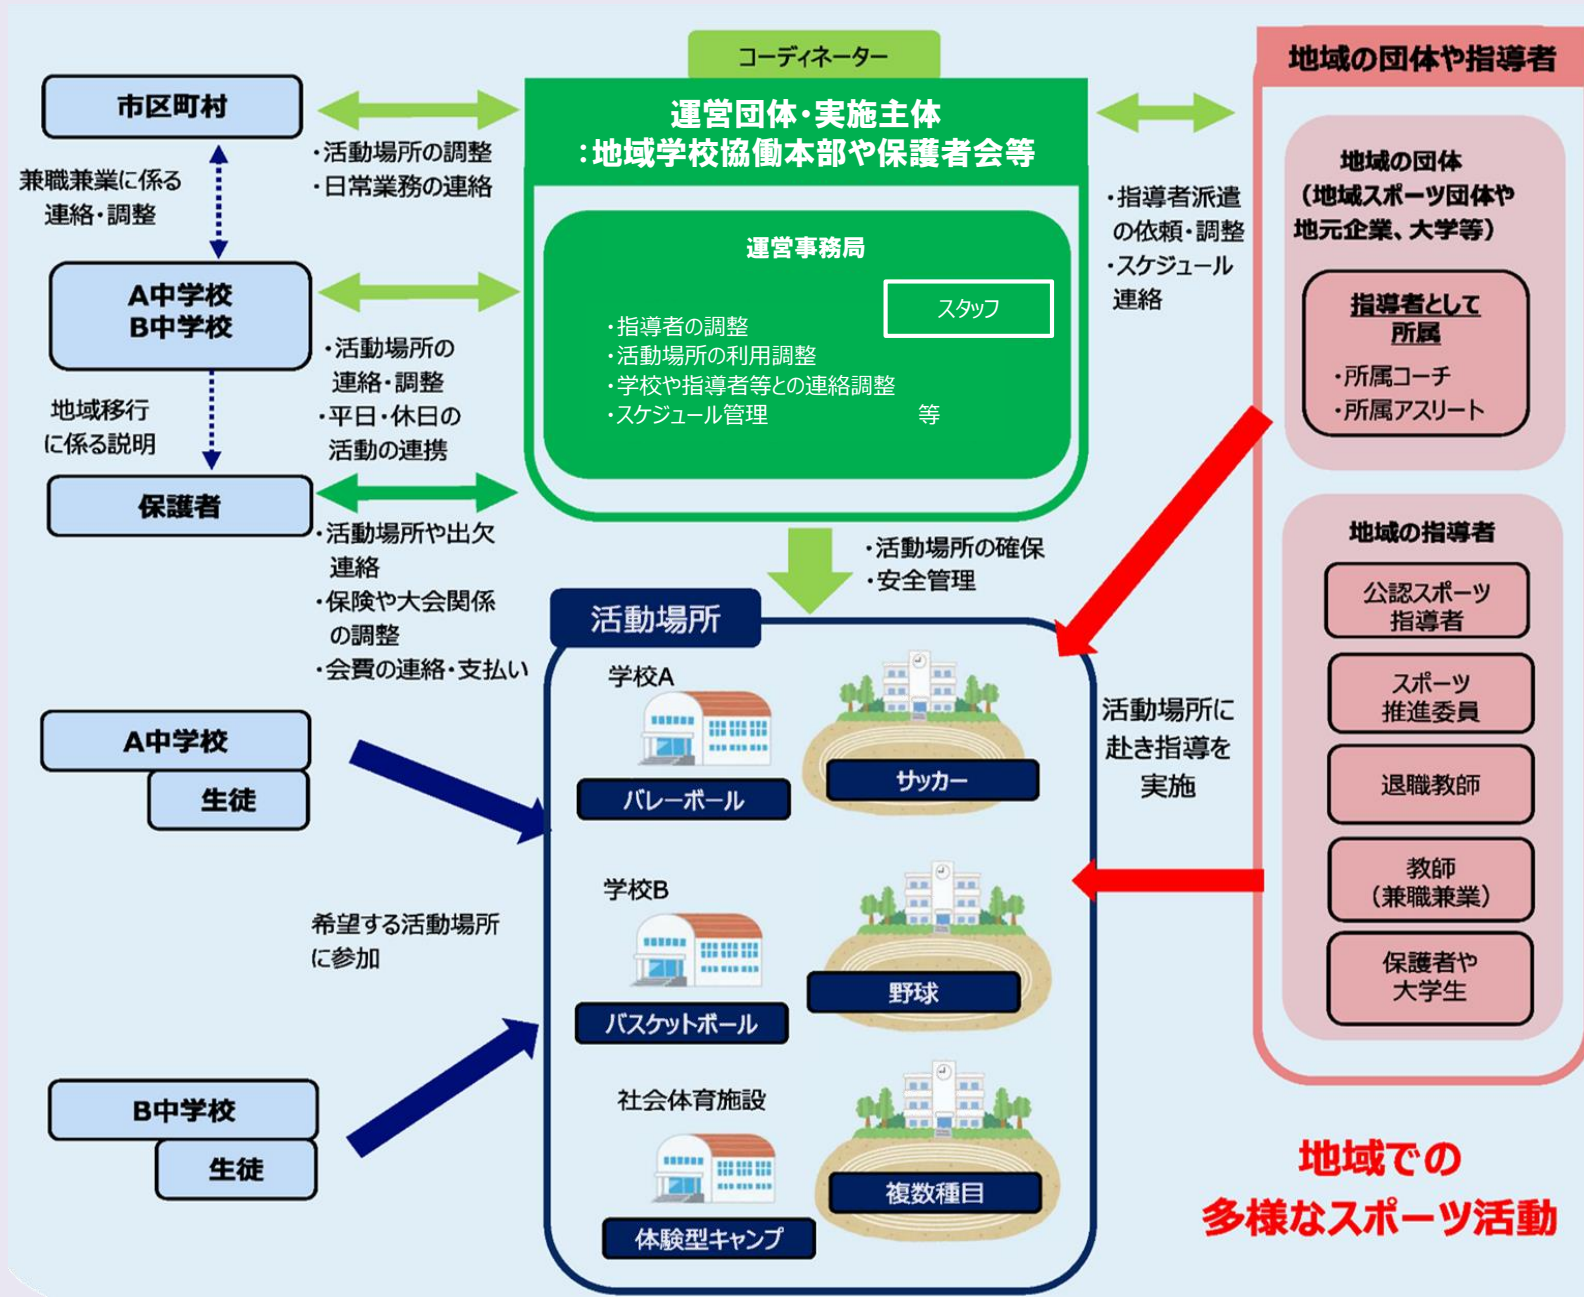 コーディネーター
運営団体・実施主体
:地域学校協働本部や保護者会等
運営事務局
スタッフ
・指導者の調整
・活動場所の利用調整
・学校や指導者等との連絡調整
・スケジュール管理 等
市区町村
・活動場所の調整
・日常業務の連絡
兼職兼業に係る
連絡・調整
A中学校
B中学校
・活動場所の
連絡・調整
・平日・休日の
活動の連携
地域移行
に係る説明
保護者
・活動場所や出欠
連絡
・保険や大会関係
の調整
・会費の連絡・支払い
地域の団体や指導者
・指導者派遣
の依頼・調整
・スケジュール
連絡
地域の団体
(地域スポーツ団体や
地元企業、大学等)
指導者として
所属
・所属コーチ
・所属アスリート
地域の指導者
公認スポーツ
指導者
スポーツ
推進委員
退職教師
教師
(兼職兼業)
保護者や
大学生
・活動場所の確保
・安全管理
活動場所
学校A
バレーボール
サッカー
学校B
バスケットボール
野球
社会体育施設
体験型キャンプ
複数種目
活動場所に
赴き指導を
実施
A中学校
生徒
希望する活動場所
に参加
B中学校
生徒
地域での
多様なスポーツ活動